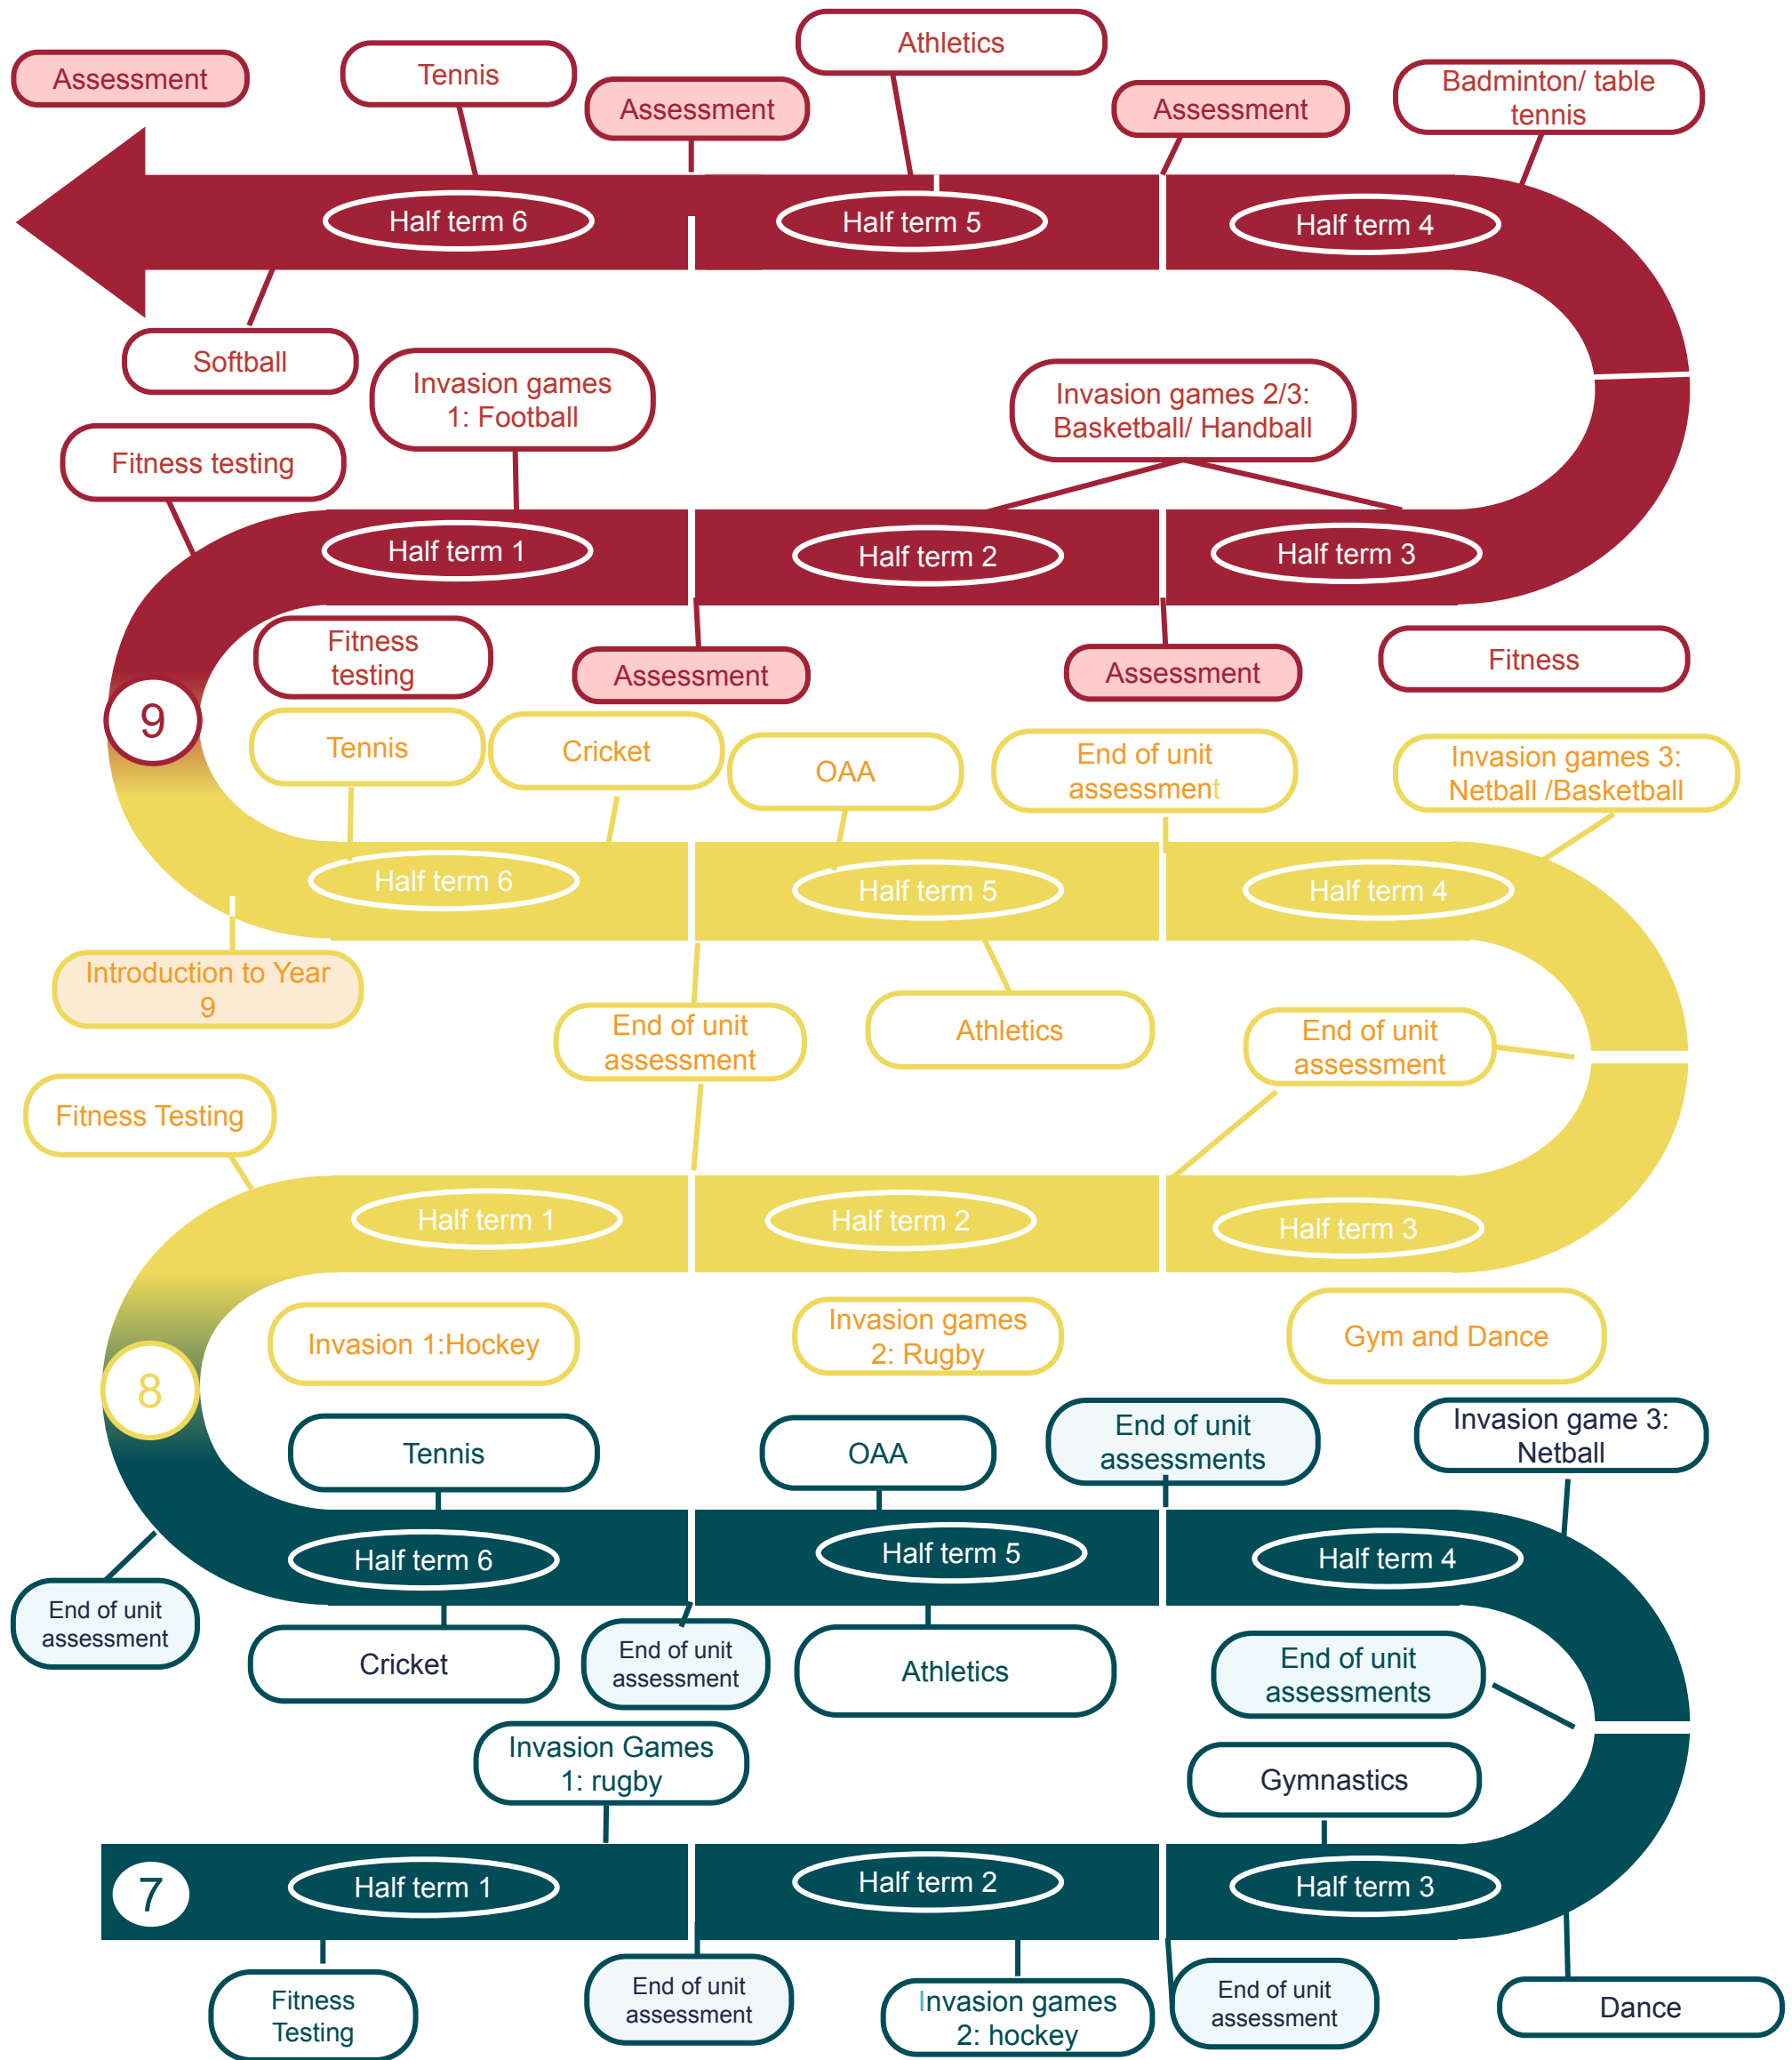 Athletics
Assessment
Tennis
Assessment
Assessment
Badminton/ table
tennis
Half term 6
Half term 5
Half term 4
Softball
Invasion games
1: Football
Invasion games 2/3:
Basketball/ Handball
Fitness testing
Half term 1
Half term 2
Half term 3
Fitness
testing
Assessment
Assessment
Fitness
9
Tennis
Cricket
OAA
End of unit
assessment
Invasion games 3:
Netball /Basketball
Half term 6
Half term 5
Half term 4
Introduction to Year
9
End of unit
assessment
Athletics
End of unit
assessment
Fitness Testing
Half term 1
Half term 2
Half term 3
Invasion 1:Hockey
Invasion games
2: Rugby
Gym and Dance
8
Tennis
OAA
End of unit
assessments
Invasion game 3:
Netball
Half term 6
Half term 5
Half term 4
End of unit
assessment
Cricket
End of unit
assessment
Athletics
End of unit
assessments
Invasion Games
1: rugby
Gymnastics
7
Half term 1
Half term 2
Half term 3
Fitness
Testing
End of unit
assessment
Invasion games
2: hockey
End of unit
assessment
Dance